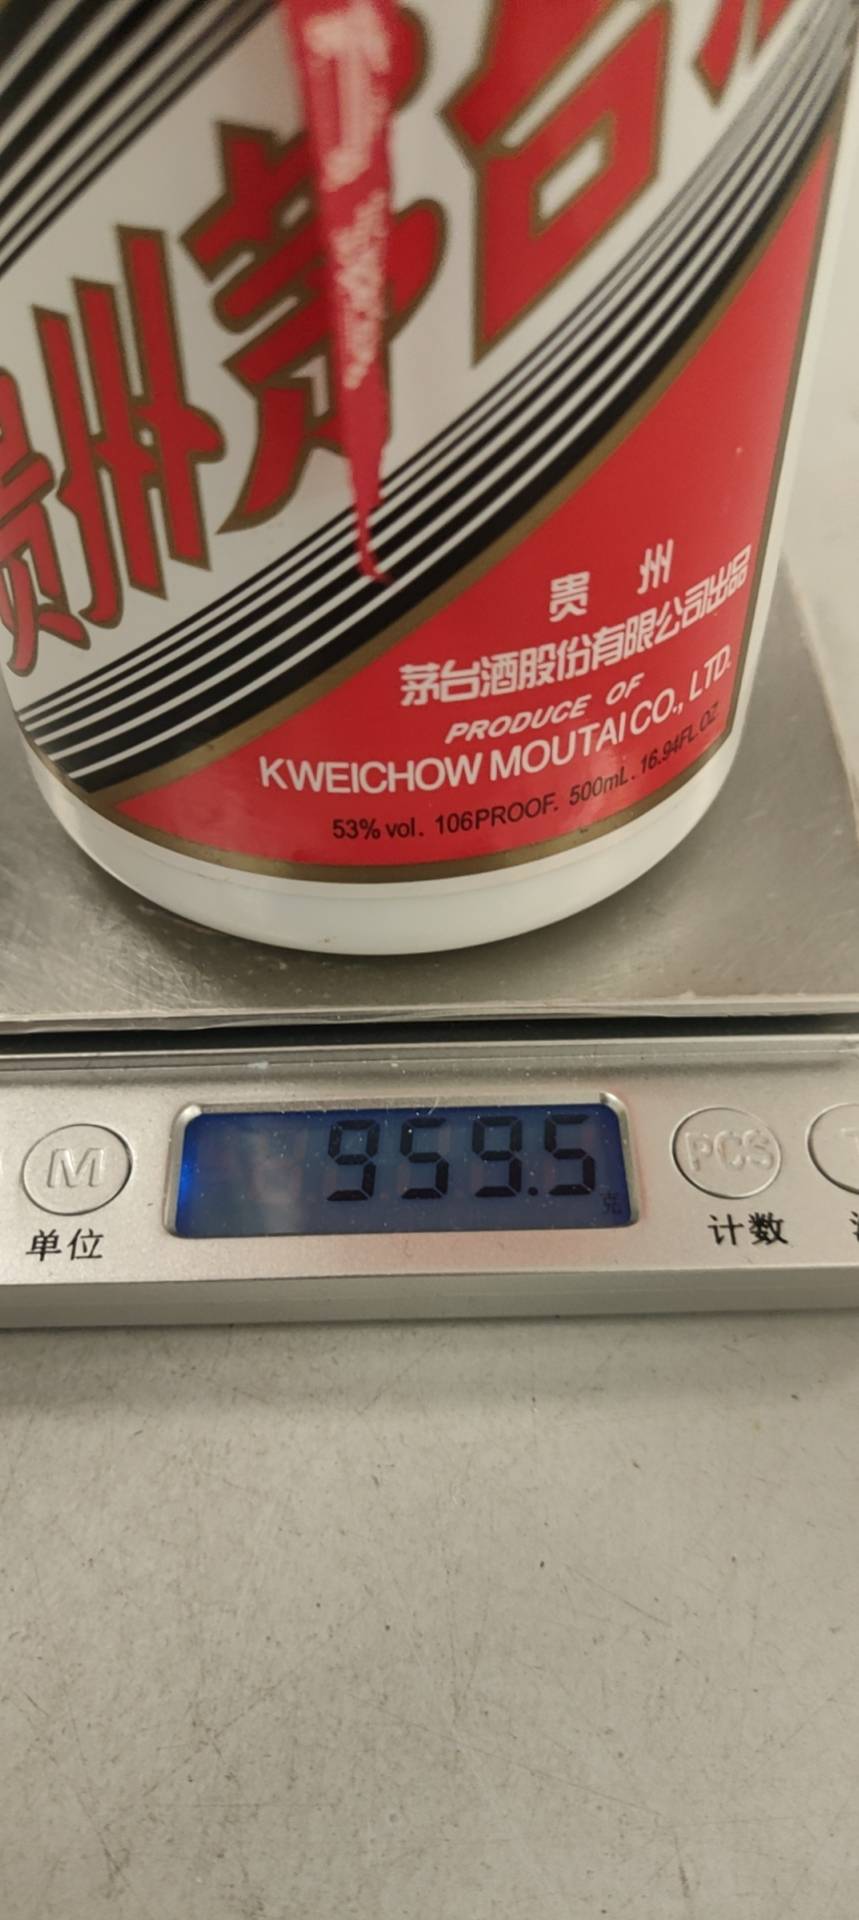 贵州茅台
贵 州
茅台酒股份有限公司出品
PRODUCE OF
KWEICHOW MOUTAI CO., LTD.
53% vol. 106PROOF. 500mL. 16.94FL.OZ
959.5
克
M
PCS
单位
计数